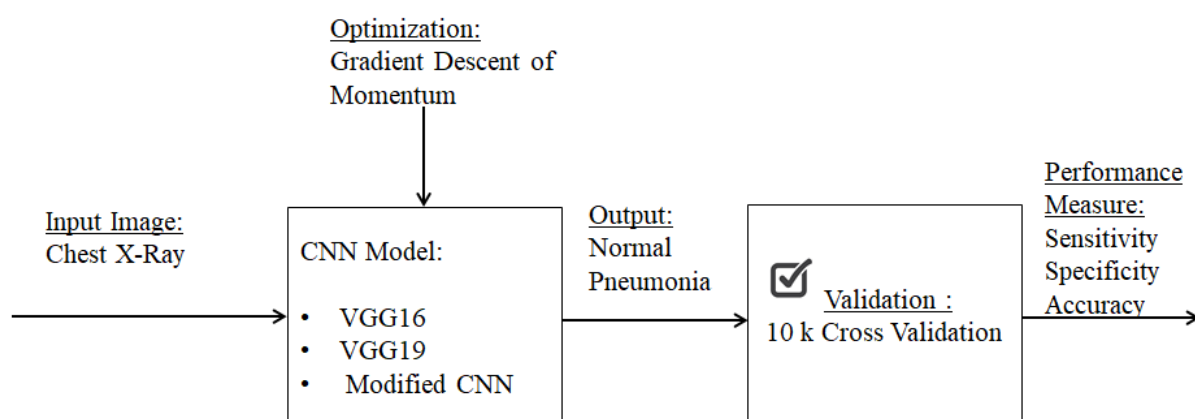 Optimization:
Gradient Descent of
Momentum
Input Image:
Chest X-Ray
CNN Model:
• VGG16
• VGG19
• Modified CNN
Output:
Normal
Pneumonia
Validation :
10 k Cross Validation
Performance
Measure:
Sensitivity
Specificity
Accuracy